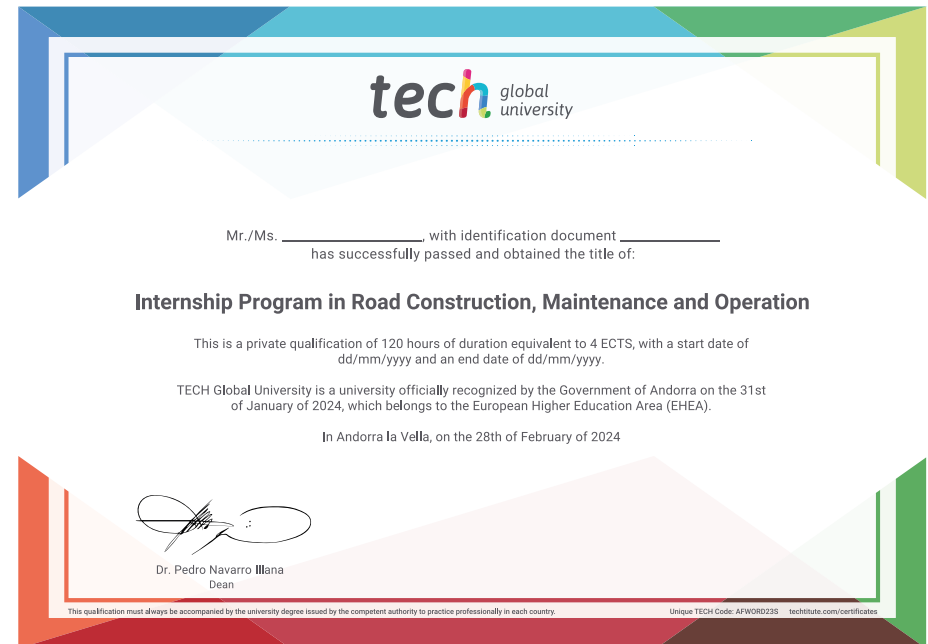 tech global university
Mr./Ms. ____________________, with identification document ______________
has successfully passed and obtained the title of:
Internship Program in Road Construction, Maintenance and Operation
This is a private qualification of 120 hours of duration equivalent to 4 ECTS, with a start date of
dd/mm/yyyy and an end date of dd/mm/yyyy.
TECH Global University is a university officially recognized by the Government of Andorra on the 31st
of January of 2024, which belongs to the European Higher Education Area (EHEA).
In Andorra la Vella, on the 28th of February of 2024
Dr. Pedro Navarro Illana
Dean
This qualification must always be accompanied by the university degree issued by the competent authority to practice professionally in each country.
Unique TECH Code: AFWORD23S techtitute.com/certificates